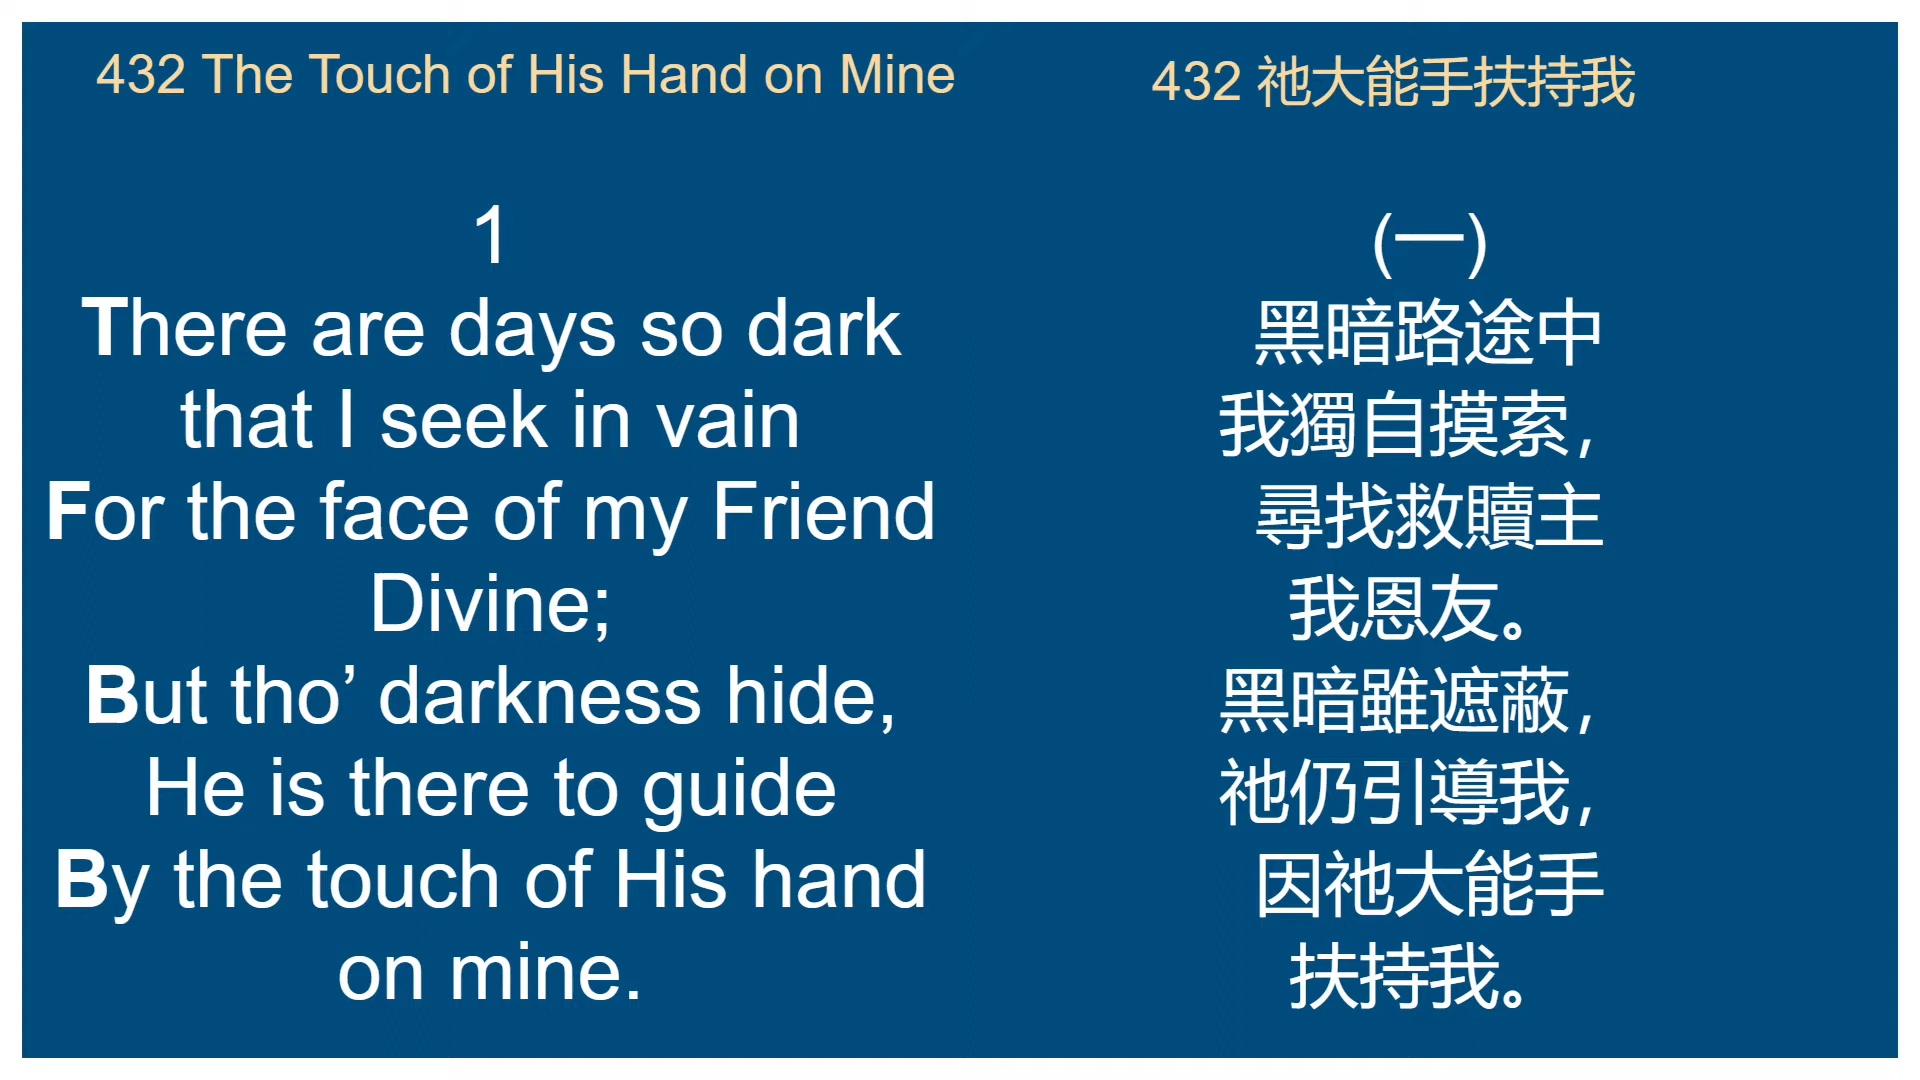 432 The Touch of His Hand on Mine
1
There are days so dark
that I seek in vain
For the face of my Friend
Divine;
But tho’ darkness hide,
He is there to guide
By the touch of His hand
on mine.
432 祂大能手扶持我
(一)
黑暗路途中
我獨自摸索，
尋找救贖主
我恩友。
黑暗雖遮蔽，
祂仍引導我，
因祂大能手
扶持我。